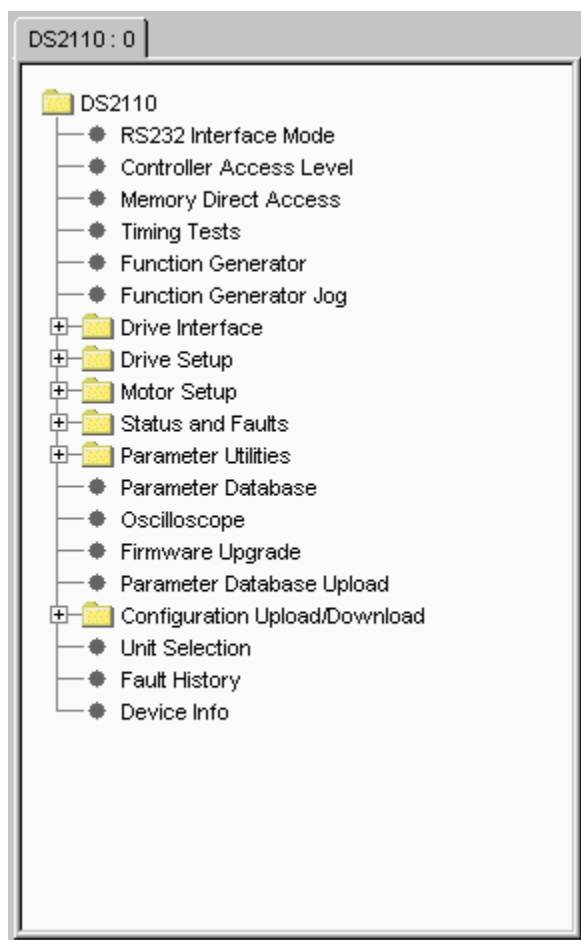 DS2110 : 0
DS2110
RS232 Interface Mode
Controller Access Level
Memory Direct Access
Timing Tests
Function Generator
Function Generator Jog
Drive Interface
Drive Setup
Motor Setup
Status and Faults
Parameter Utilities
Parameter Database
Oscilloscope
Firmware Upgrade
Parameter Database Upload
Configuration Upload/Download
Unit Selection
Fault History
Device Info